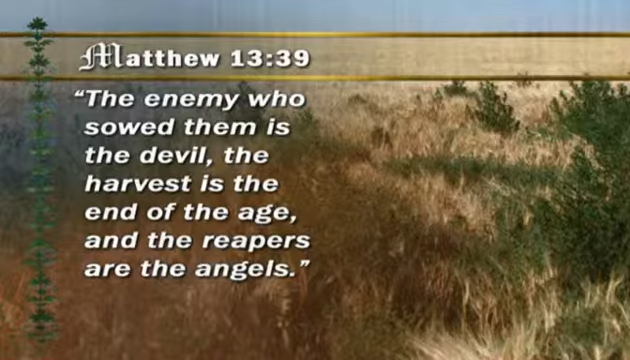 Matthew 13:39
“The enemy who
sowed them is
the devil, the
harvest is the
end of the age,
and the reapers
are the angels.”